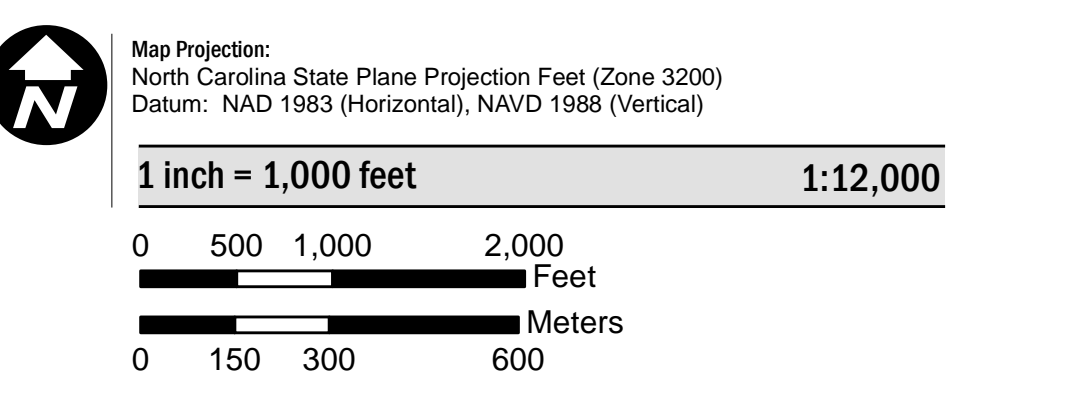 N
Map Projection:
North Carolina State Plane Projection Feet (Zone 3200)
Datum: NAD 1983 (Horizontal), NAVD 1988 (Vertical)
1 inch = 1,000 feet 1:12,000
0 500 1,000 2,000
Feet
Meters
0 150 300 600